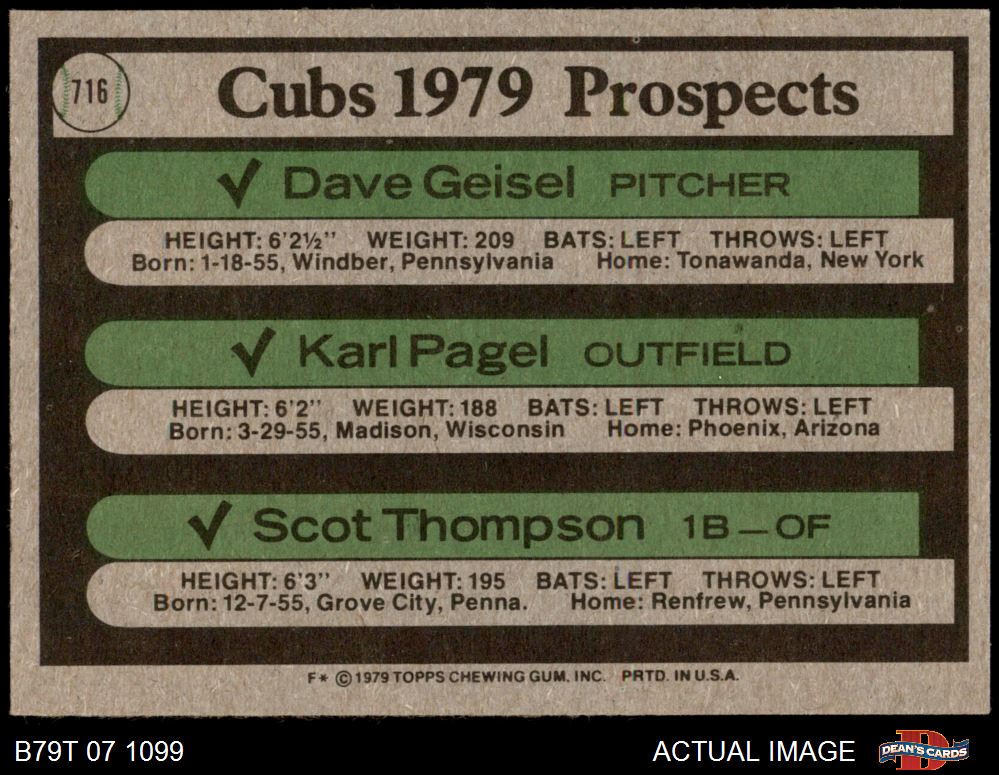 716
Cubs 1979 Prospects
✓ Dave Geisel PITCHER
HEIGHT: 6'2½" WEIGHT: 209 BATS: LEFT THROWS: LEFT
Born: 1-18-55, Windber, Pennsylvania Home: Tonawanda, New York
✓ Karl Pagel OUTFIELD
HEIGHT: 6'2" WEIGHT: 188 BATS: LEFT THROWS: LEFT
Born: 3-29-55, Madison, Wisconsin Home: Phoenix, Arizona
✓ Scot Thompson 1B—OF
HEIGHT: 6'3" WEIGHT: 195 BATS: LEFT THROWS: LEFT
Born: 12-7-55, Grove City, Penna. Home: Renfrew, Pennsylvania
F* © 1979 TOPPS CHEWING GUM, INC. PRTD. IN U.S.A.
B79T 07 1099 ACTUAL IMAGE D DEAN'S CARDS